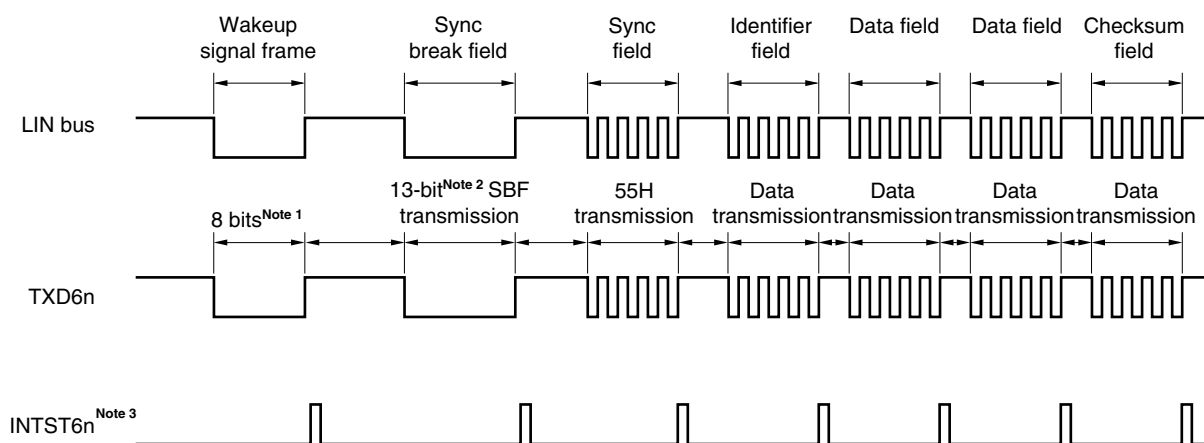 Wakeup
signal frame
Sync
break field
Sync
field
Identifier
field
Data field
Data field
Checksum
field
LIN bus
8 bitsNote 1
13-bitNote 2 SBF
transmission
55H
transmission
Data
transmission
Data
transmission
Data
transmission
Data
transmission
TXD6n
INTST6nNote 3